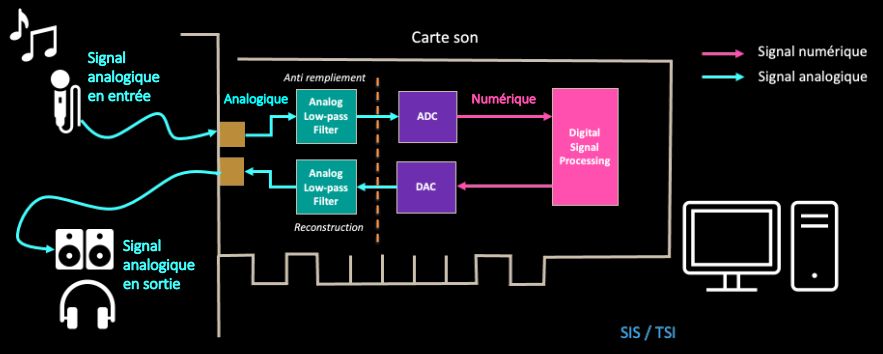 Carte son
Signal
analogique
en entrée
Signal numérique
Signal analogique
Anti rempliement
Analogique
Analog
Low-pass
Filter
ADC
Numérique
Digital
Signal
Processing
Analog
Low-pass
Filter
DAC
Reconstruction
Signal
analogique
en sortie
SIS / TSI